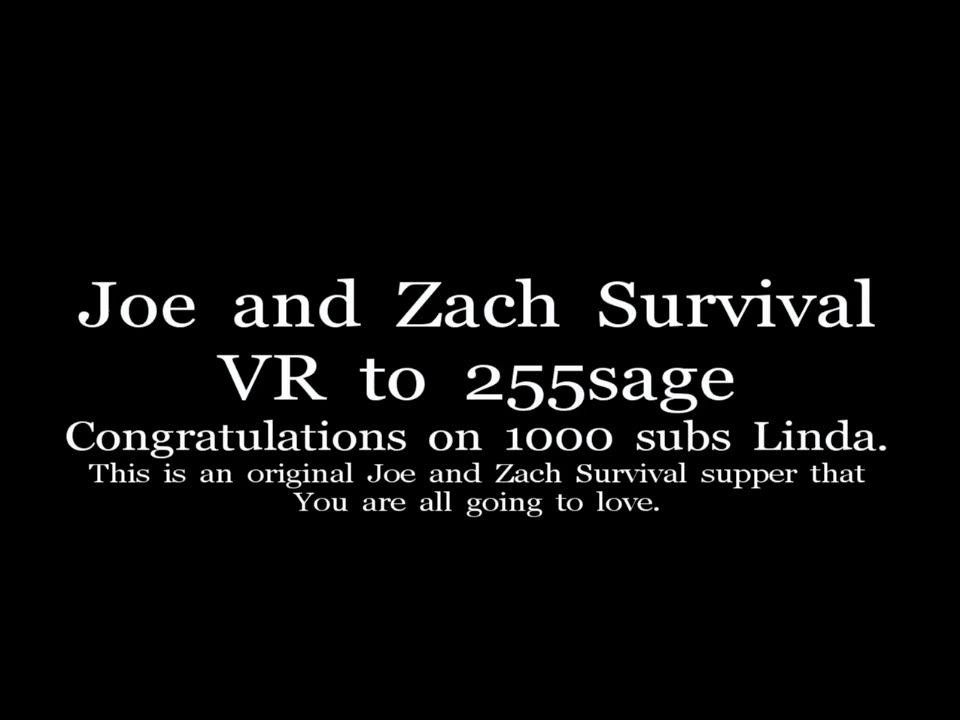 Joe and Zach Survival
VR to 255sage
Congratulations on 1000 subs Linda.
This is an original Joe and Zach Survival supper that
You are all going to love.